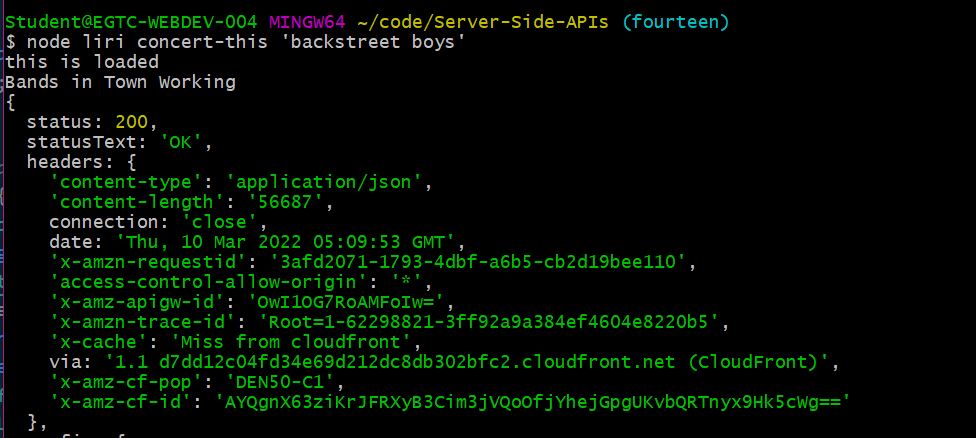 Student@EGTC-WEBDEV-004 MINGW64 ~/code/Server-Side-APIs (fourteen)
$ node liri concert-this 'backstreet boys'
this is loaded
Bands in Town Working
{
  status: 200,
  statusText: 'OK',
  headers: {
    'content-type': 'application/json',
    'content-length': '56687',
    connection: 'close',
    date: 'Thu, 10 Mar 2022 05:09:53 GMT',
    'x-amzn-requestid': '3afd2071-1793-4dbf-a6b5-cb2d19bee110',
    'access-control-allow-origin': '*',
    'x-amz-apigw-id': 'OwI1OG7RoAMFoIw=',
    'x-amzn-trace-id': 'Root=1-62298821-3ff92a9a384ef4604e8220b5',
    'x-cache': 'Miss from cloudfront',
    via: '1.1 d7dd12c04fd34e69d212dc8db302bfc2.cloudfront.net (CloudFront)',
    'x-amz-cf-pop': 'DEN50-C1',
    'x-amz-cf-id': 'AYQgnX63ziKrJFRXyB3Cim3jVQoOfjYhejGpgUKvbQRTnyx9Hk5cWg=='
  },